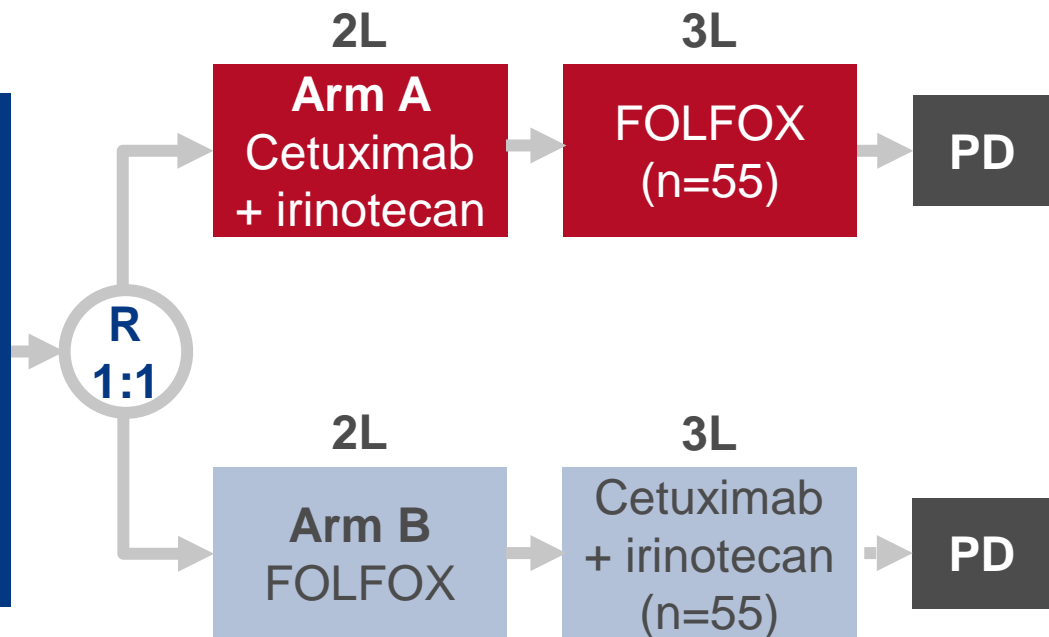 2L
3L
Arm A
Cetuximab
+ irinotecan
FOLFOX
(n=55)
PD
R
1:1
2L
3L
Arm B
FOLFOX
Cetuximab
+ irinotecan
(n=55)
PD